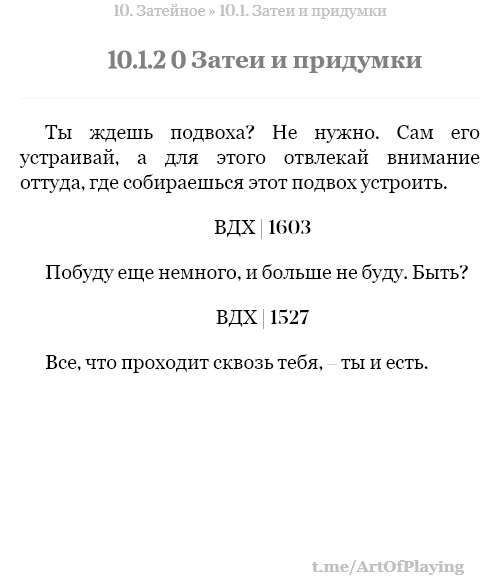 10. Затейное » 10.1. Затеи и придумки
10.1.2 0 Затеи и придумки
Ты ждешь подвоха? Не нужно. Сам его
устраивай, а для этого отвлекай внимание
оттуда, где собираешься этот подвох устроить.
ВДХ | 1603
Побуду еще немного, и больше не буду. Быть?
ВДХ | 1527
Все, что проходит сквозь тебя, – ты и есть.
t.me/ArtOfPlaying